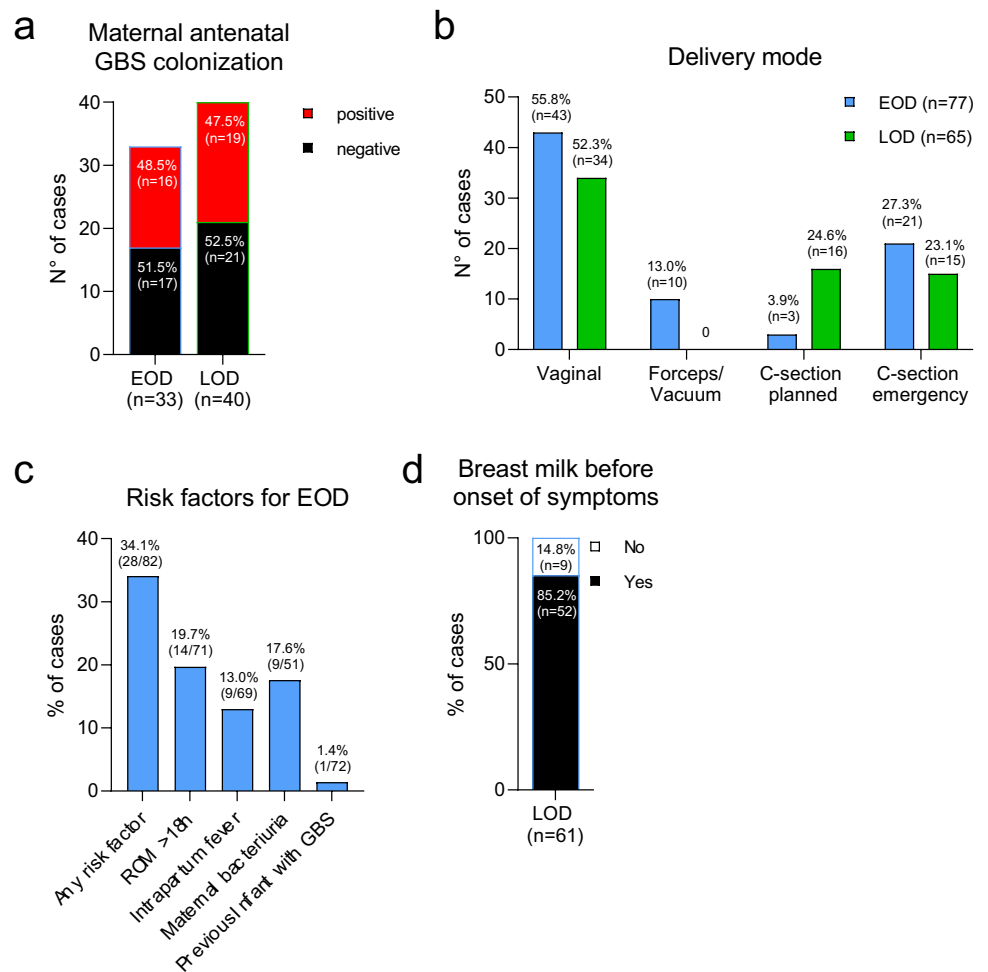 a
Maternal antenatal
GBS colonization
40
30
20
10
0
N° of cases
48.5%
(n=16)
51.5%
(n=17)
47.5%
(n=19)
52.5%
(n=21)
EOD
(n=33)
LOD
(n=40)
positive
negative
b
Delivery mode
50
40
30
20
10
0
N° of cases
55.8%
(n=43)
52.3%
(n=34)
13.0%
(n=10)
0
3.9%
(n=3)
24.6%
(n=16)
27.3%
(n=21)
23.1%
(n=15)
EOD (n=77)
LOD (n=65)
Vaginal
Forceps/
Vacuum
C-section
planned
C-section
emergency
c
Risk factors for EOD
40
30
20
10
0
% of cases
34.1%
(28/82)
19.7%
(14/71)
13.0%
(9/69)
17.6%
(9/51)
1.4%
(1/72)
Any risk factor
ROM >18h
Intrapartum fever
Maternal bacteriuria
Previous Infant with GBS
d
Breast milk before
onset of symptoms
100
50
0
% of cases
14.8%
(n=9)
85.2%
(n=52)
No
Yes
LOD
(n=61)